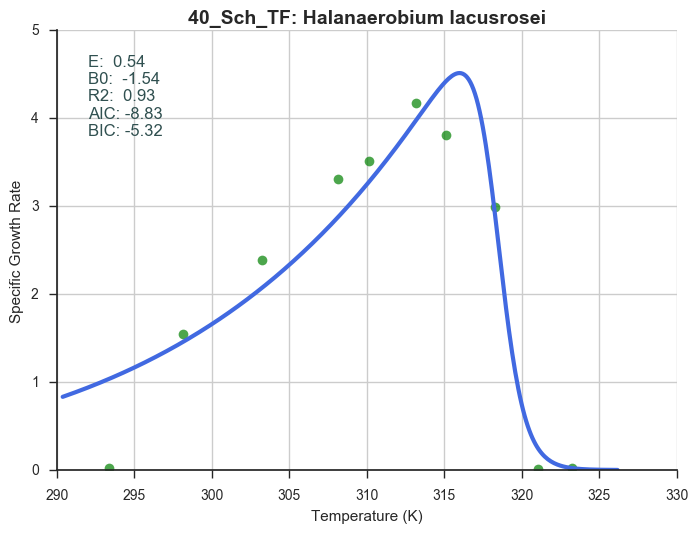 40_Sch_TF: Halanaerobium lacusrosei
E: 0.54
B0: -1.54
R2: 0.93
AIC: -8.83
BIC: -5.32
5
4
3
2
1
0
Specific Growth Rate
290 295 300 305 310 315 320 325 330
Temperature (K)